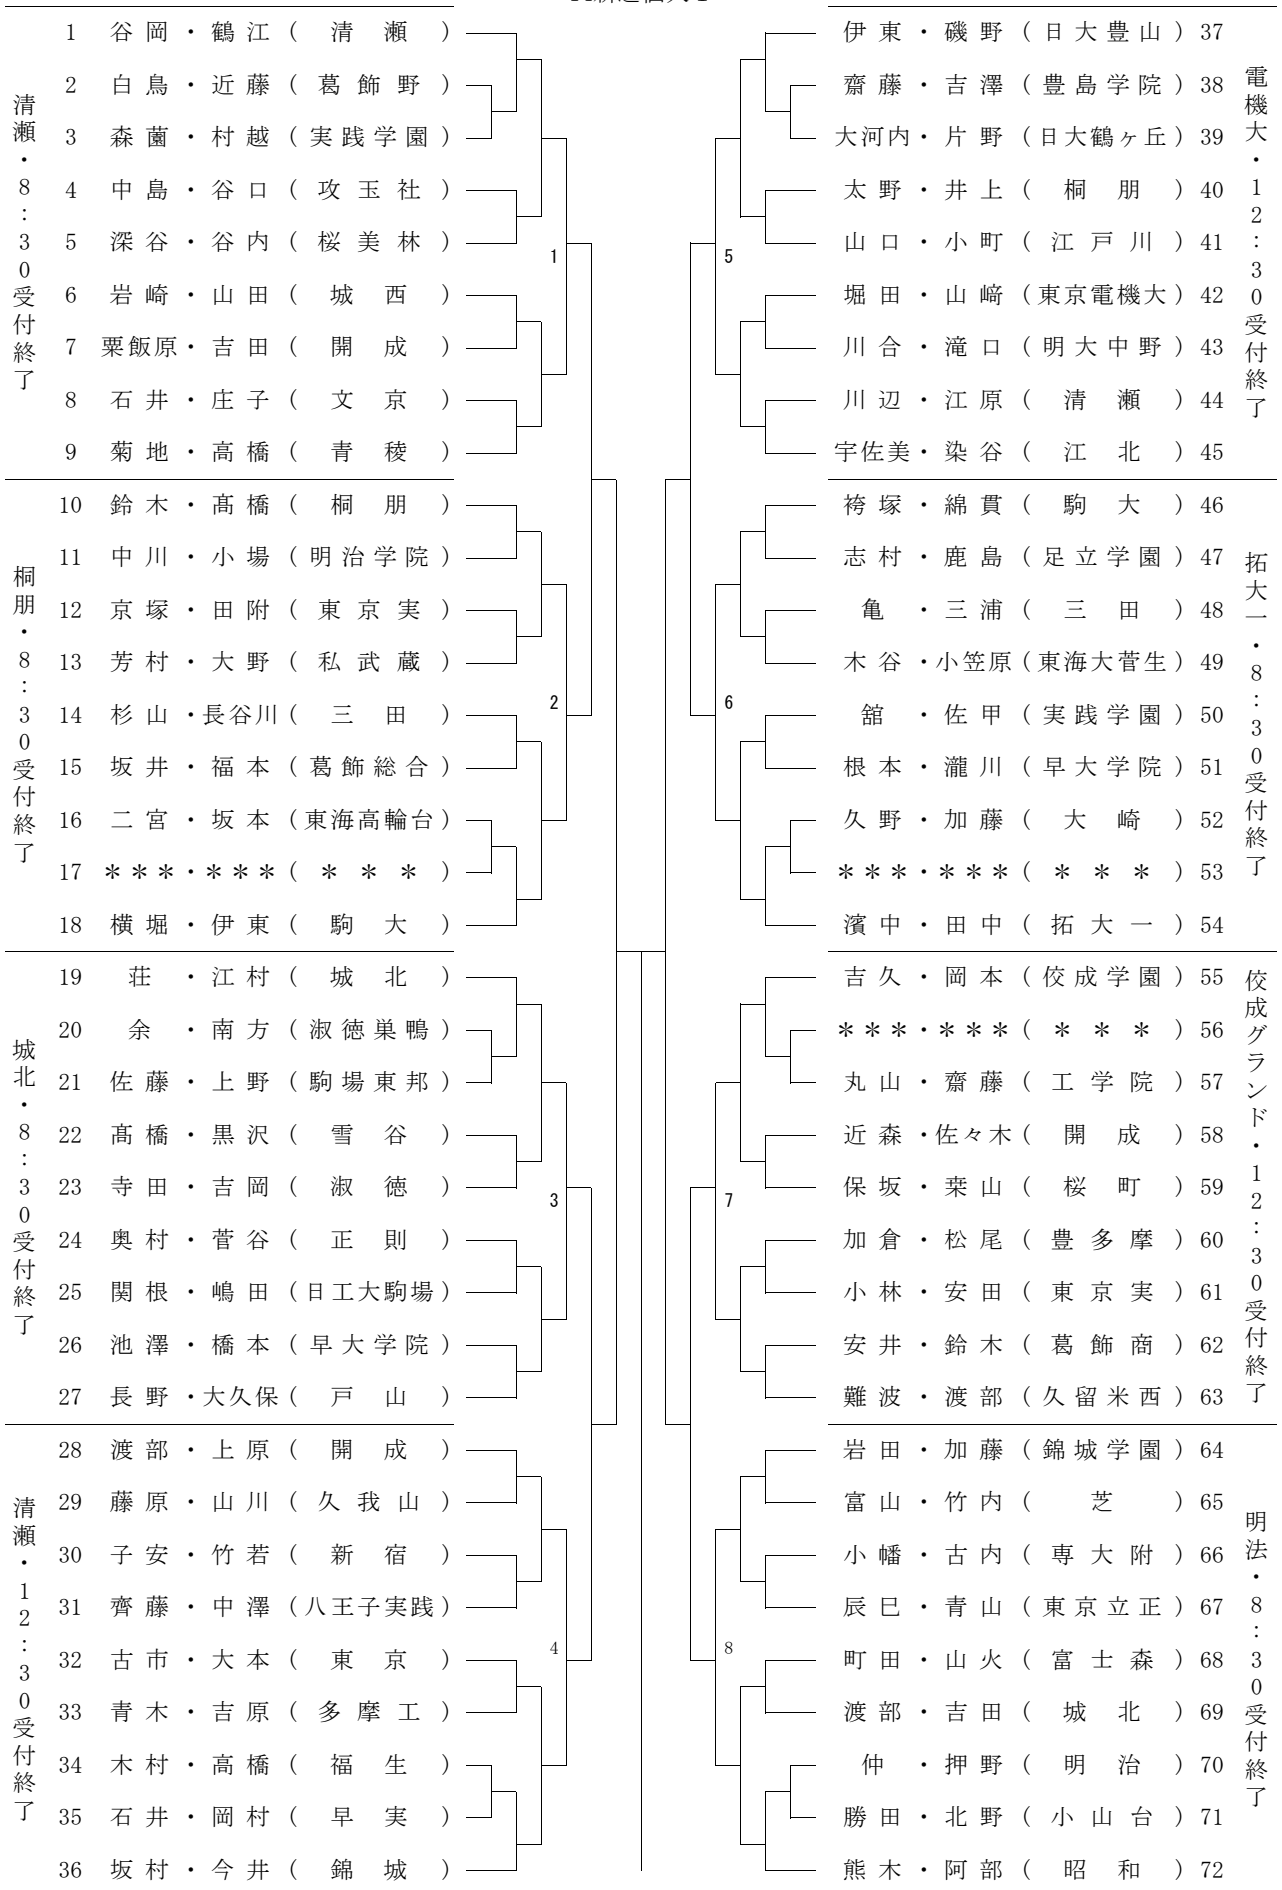 清瀬・8:30受付終了
1 谷岡・鶴江(清瀬)
2 白鳥・近藤(葛飾野)
3 森薗・村越(実践学園)
4 中島・谷口(攻玉社)
5 深谷・谷内(桜美林)
6 岩崎・山田(城西)
7 粟飯原・吉田(開成)
8 石井・庄子(文京)
9 菊地・高橋(青稜)
1
桐朋・8:30受付終了
10 鈴木・髙橋(桐朋)
11 中川・小場(明治学院)
12 京塚・田附(東京実)
13 芳村・大野(私武蔵)
14 杉山・長谷川(三田)
15 坂井・福本(葛飾総合)
16 二宮・坂本(東海高輪台)
17 ***・***(***)
18 横堀・伊東(駒大)
2
城北・8:30受付終了
19 荘・江村(城北)
20 余・南方(淑徳巣鴨)
21 佐藤・上野(駒場東邦)
22 髙橋・黒沢(雪谷)
23 寺田・吉岡(淑徳)
24 奥村・菅谷(正則)
25 関根・嶋田(日工大駒場)
26 池澤・橋本(早大学院)
27 長野・大久保(戸山)
3
清瀬・12:30受付終了
28 渡部・上原(開成)
29 藤原・山川(久我山)
30 子安・竹若(新宿)
31 齊藤・中澤(八王子実践)
32 古市・大本(東京)
33 青木・吉原(多摩工)
34 木村・高橋(福生)
35 石井・岡村(早実)
36 坂村・今井(錦城)
4
電機大・12:30受付終了
伊東・磯野(日大豊山)37
齋藤・吉澤(豊島学院)38
大河内・片野(日大鶴ヶ丘)39
太野・井上(桐朋)40
山口・小町(江戸川)41
堀田・山﨑(東京電機大)42
川合・滝口(明大中野)43
川辺・江原(清瀬)44
宇佐美・染谷(江北)45
5
拓大一・8:30受付終了
袴塚・綿貫(駒大)46
志村・鹿島(足立学園)47
亀・三浦(三田)48
木谷・小笠原(東海大菅生)49
舘・佐甲(実践学園)50
根本・瀧川(早大学院)51
久野・加藤(大崎)52
***・***(***)53
濱中・田中(拓大一)54
6
佼成グランド・12:30受付終了
吉久・岡本(佼成学園)55
***・***(***)56
丸山・齋藤(工学院)57
近森・佐々木(開成)58
保坂・桒山(桜町)59
加倉・松尾(豊多摩)60
小林・安田(東京実)61
安井・鈴木(葛飾商)62
難波・渡部(久留米西)63
7
明法・8:30受付終了
岩田・加藤(錦城学園)64
富山・竹内(芝)65
小幡・古内(専大附)66
辰巳・青山(東京立正)67
町田・山火(富士森)68
渡部・吉田(城北)69
仲・押野(明治)70
勝田・北野(小山台)71
熊木・阿部(昭和)72
8